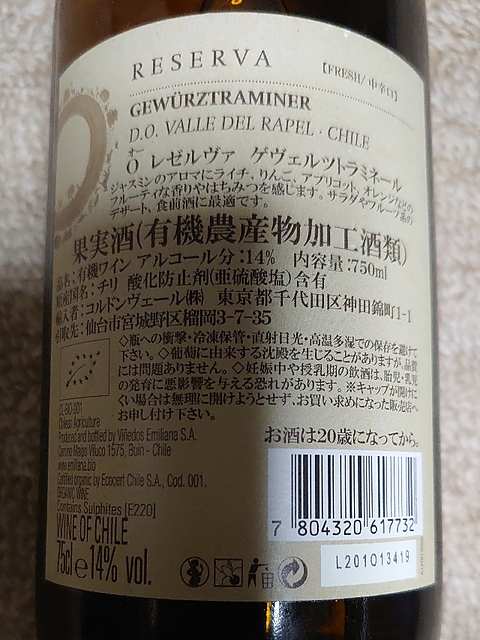 RESERVA
【FRESH/ 中辛口】
GEWÜRZTRAMINER
D.O. VALLE DEL RAPEL · CHILE
オー
Ö レゼルヴァ ゲヴェルツトラミネール
ジャスミンのアロマにライチ、りんご、アプリコット、オレンジなどの
フルーティな香りやはちみつを感じます。サラダやフルーツ系の
デザート、食前酒に最適です。
果実酒(有機農産物加工酒類)
品名:有機ワイン アルコール分:14% 内容量:750ml
原産国:チリ 酸化防止剤(亜硫酸塩)含有
輸入者:コルドンヴェール㈱ 東京都千代田区神田錦町1-1
引取先:仙台市宮城野区榴岡3-7-35
◇瓶への衝撃・冷凍保管・直射日光・高温多湿での保存を避けて
下さい。◇葡萄に由来する沈殿を生じることがありますが、品質
には問題ありません。◇妊娠中や授乳期の飲酒は、胎児・乳児
の発育に悪影響を与える恐れがあります。※キャップが開けに
くい場合は無理に開けようとせず、お買い求めになった販売店へ
お申し付け下さい。
CL-BIO-001
Chilean Agriculture
Produced and bottled by Viñedos Emiliana S.A.
Camino Maipo Viluco 1575, Buin - Chile
www.emiliana.bio
Certified organic by Ecocert Chile S.A., Cod. 001.
ORGANIC WINE
Contains Sulphites [E220]
WINE OF CHILE
75cl e 14% vol.
お酒は20歳になってから。
7 804320 617732
L201013419